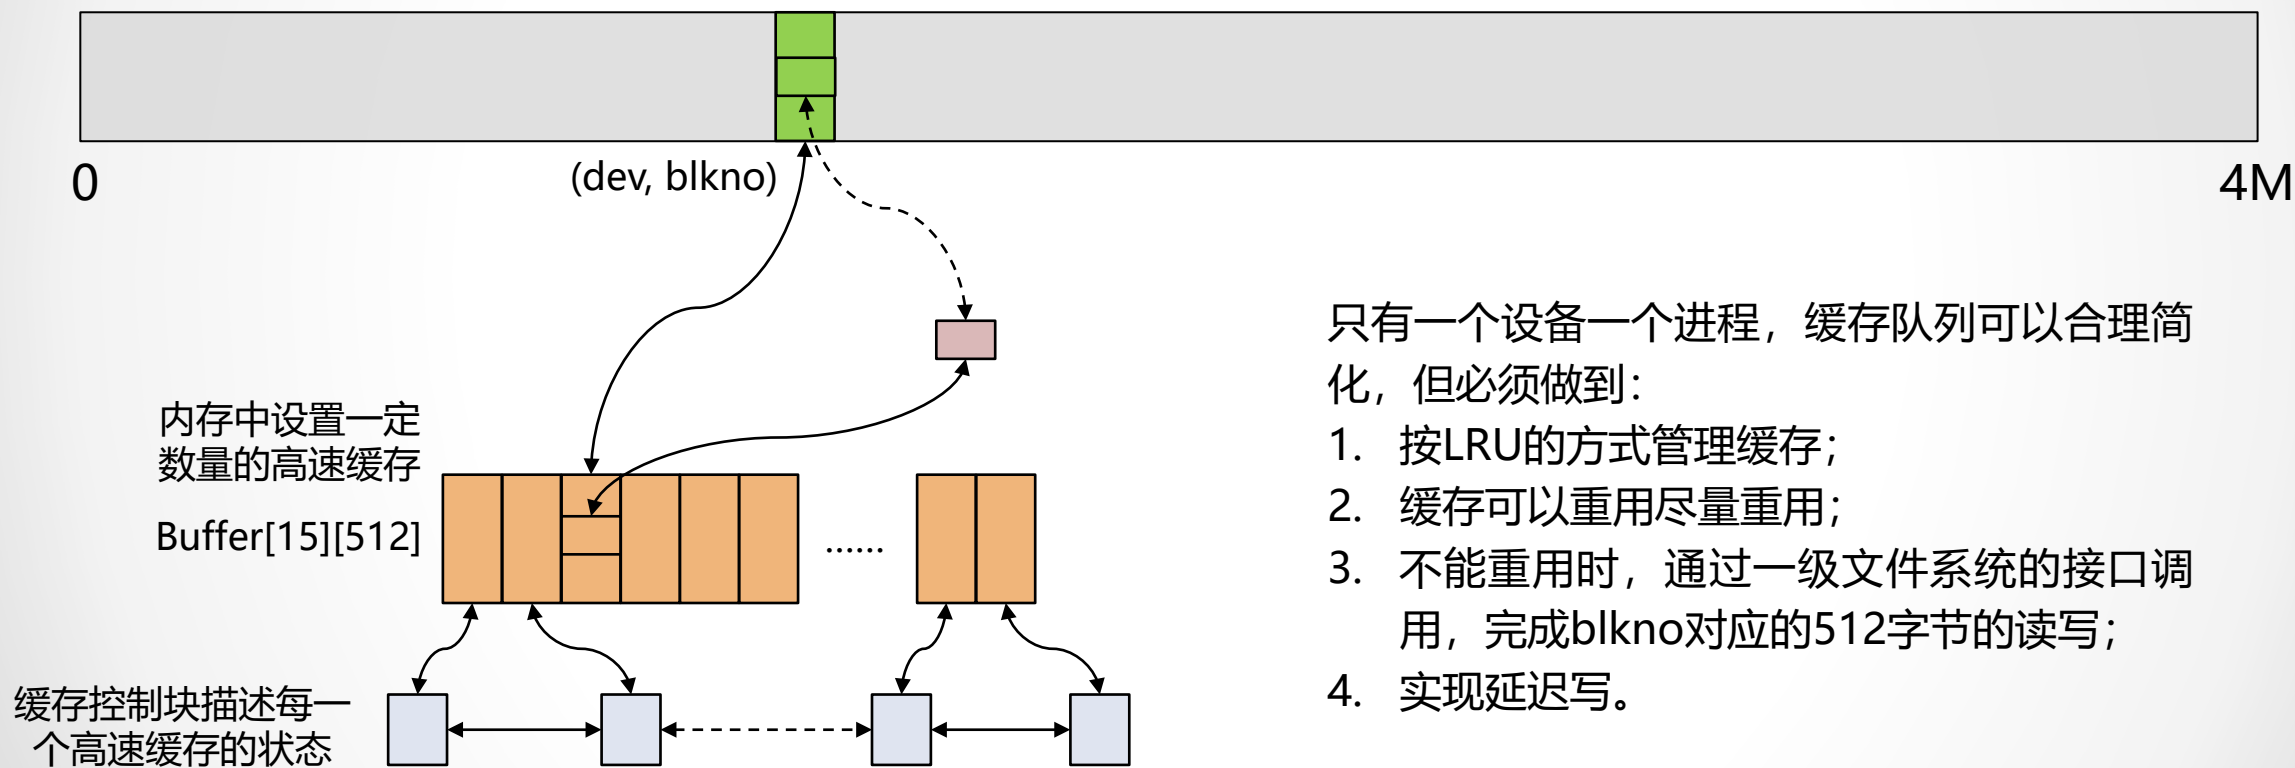 0
(dev, blkno)
4M
内存中设置一定
数量的高速缓存
Buffer[15][512]
......
缓存控制块描述每一
个高速缓存的状态
只有一个设备一个进程，缓存队列可以合理简
化，但必须做到：
1. 按LRU的方式管理缓存；
2. 缓存可以重用尽量重用；
3. 不能重用时，通过一级文件系统的接口调
用，完成blkno对应的512字节的读写；
4. 实现延迟写。